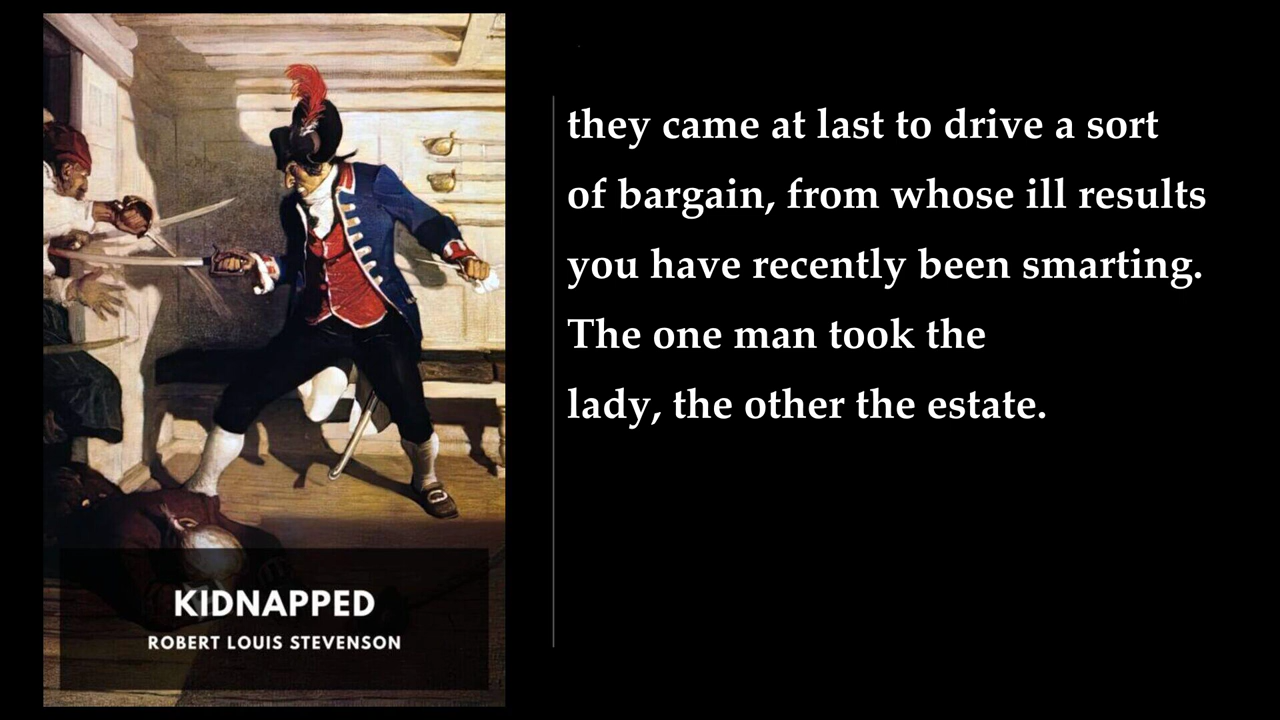 KIDNAPPED
ROBERT LOUIS STEVENSON
they came at last to drive a sort
of bargain, from whose ill results
you have recently been smarting.
The one man took the
lady, the other the estate.